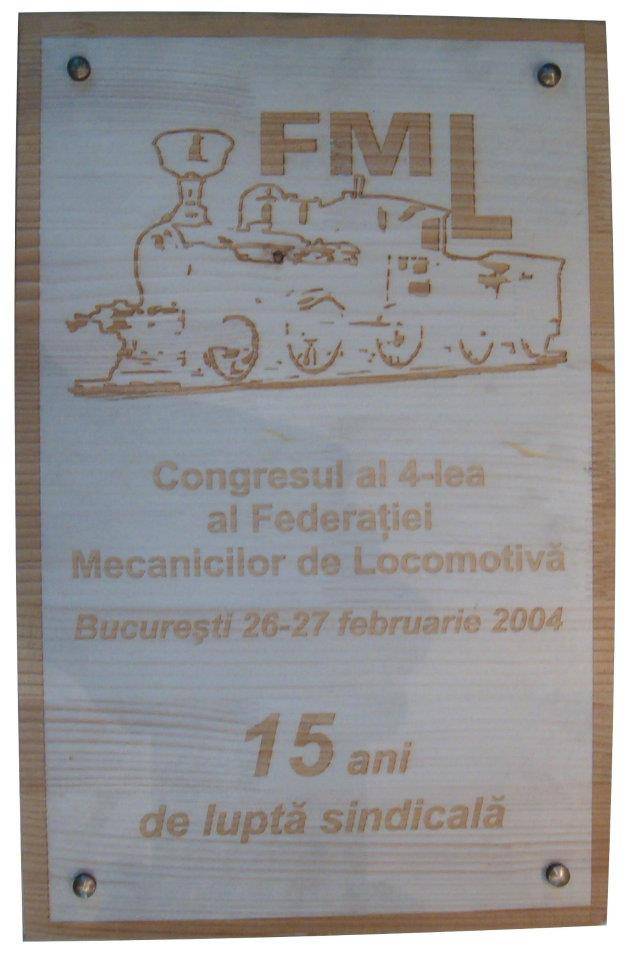 FML
Congresul al 4-lea
al Federației
Mecanicilor de Locomotivă
București 26-27 februarie 2004
15 ani
de luptă sindicală